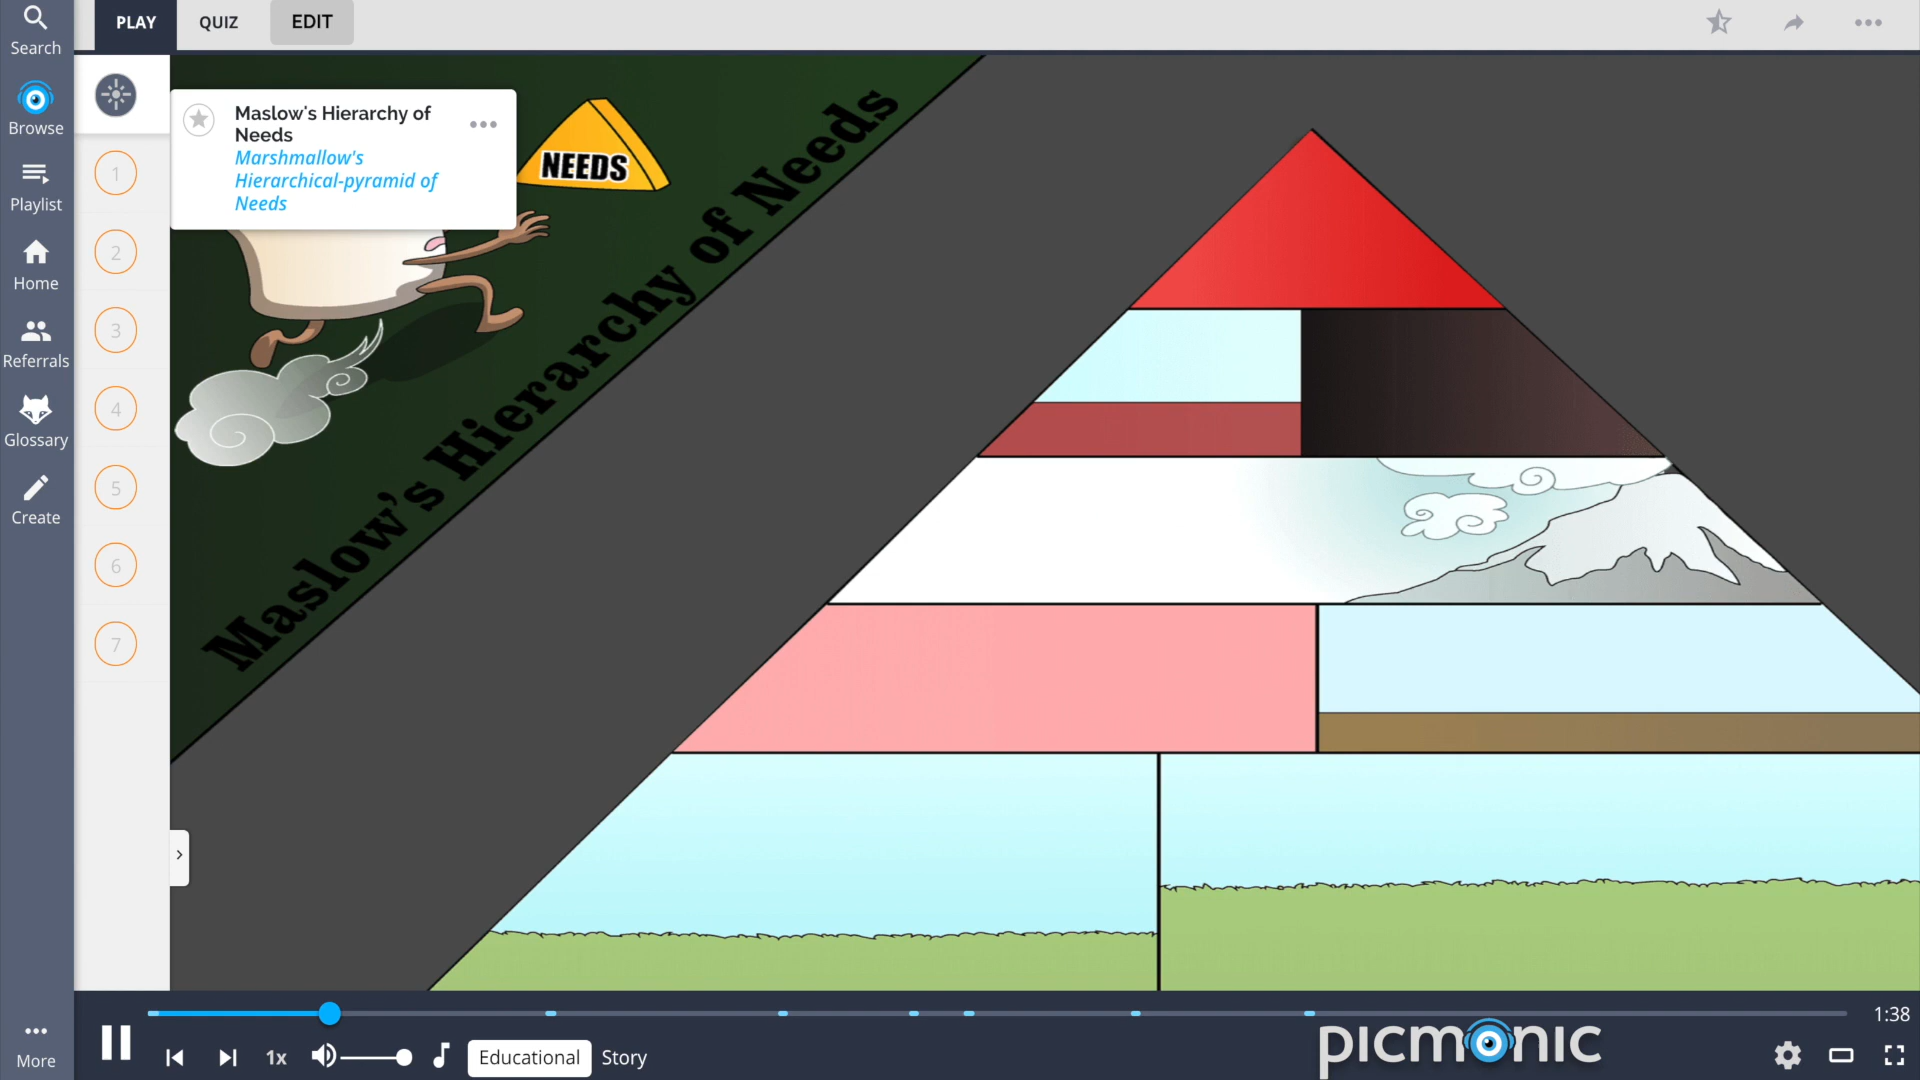 Search
Browse
Playlist
Home
Referrals
Glossary
Create
More
PLAY
QUIZ
EDIT
1
2
3
4
5
6
7
Maslow's Hierarchy of
Needs
Marshmallow's
Hierarchical-pyramid of
Needs
NEEDS
Maslow's Hierarchy of Needs
1:38
1x
Educational
Story
picmonic